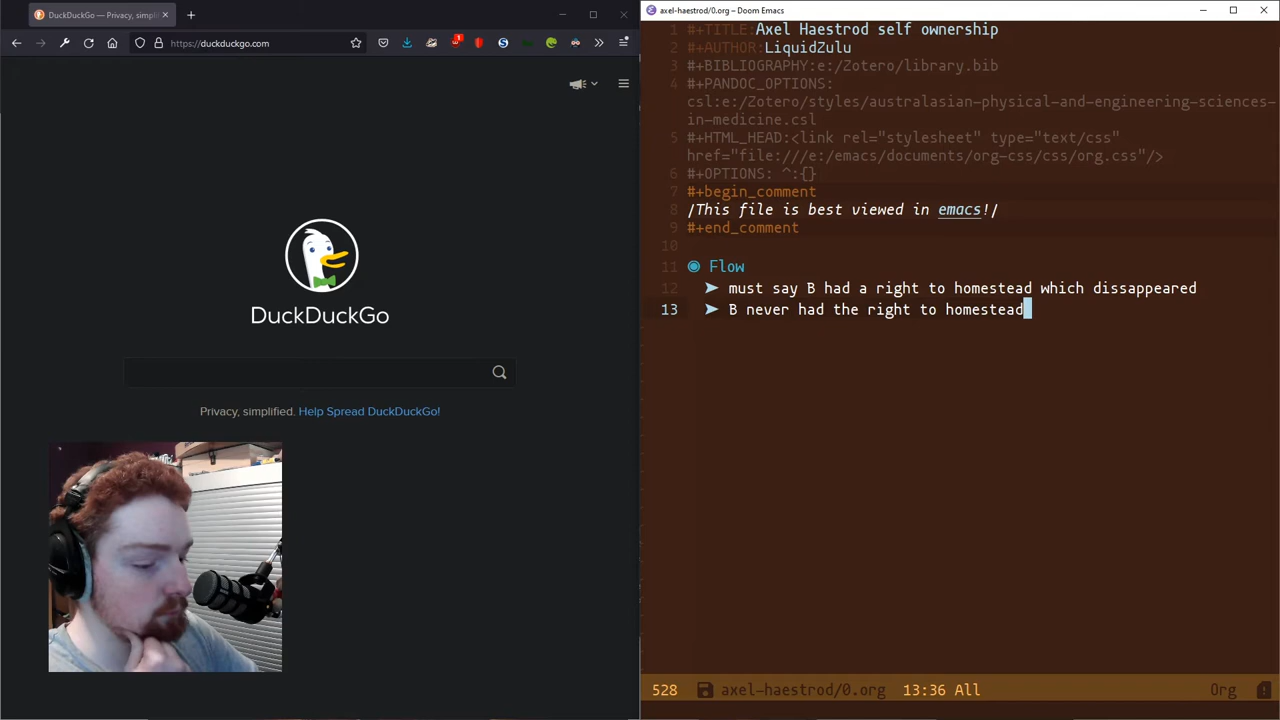 DuckDuckGo — Privacy, simplifi
https://duckduckgo.com
1
DuckDuckGo
Privacy, simplified. Help Spread DuckDuckGo!
axel-haestrod/0.org – Doom Emacs
1 #+TITLE:Axel Haestrod self ownership
2 #+AUTHOR:LiquidZulu
3 #+BIBLIOGRAPHY:e:/Zotero/library.bib
4 #+PANDOC_OPTIONS:
csl:e:/Zotero/styles/australasian-physical-and-engineering-sciences-
in-medicine.csl
5 #+HTML_HEAD:<link rel="stylesheet" type="text/css"
href="file:///e:/emacs/documents/org-css/css/org.css"/>
6 #+OPTIONS: ^:{}
7 #+begin_comment
8 /This file is best viewed in emacs!/
9 #+end_comment
10
11 ◉ Flow
12 ➤ must say B had a right to homestead which dissappeared
13 ➤ B never had the right to homestead
528 axel-haestrod/0.org 13:36 All Org